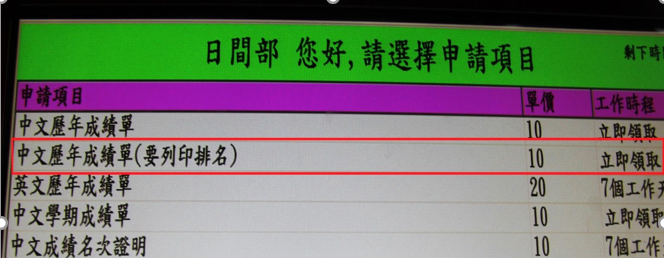 日間部 您好,請選擇申請項目 剩下時
申請項目 單價 工作時程
中文歷年成績單 10 立即領取
中文歷年成績單(要列印排名) 10 立即領取
英文歷年成績單 20 7個工作
中文學期成績單 10 立即領取
中文成績名次證明 10 7個工作